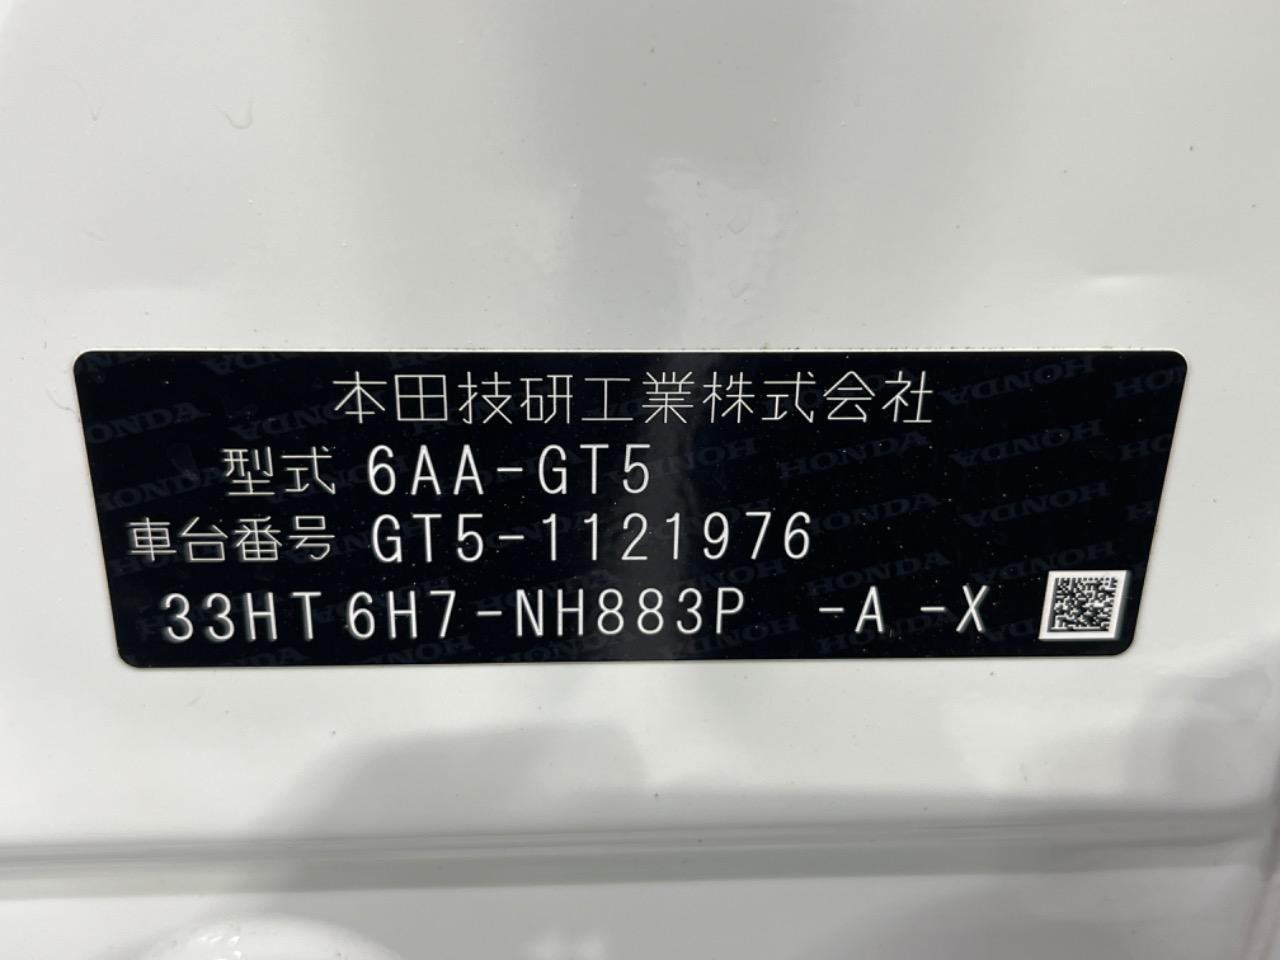 本田技研工業株式会社
型式 6AA-GT5
車台番号 GT5-1121976
33HT6H7-NH883P -A -X